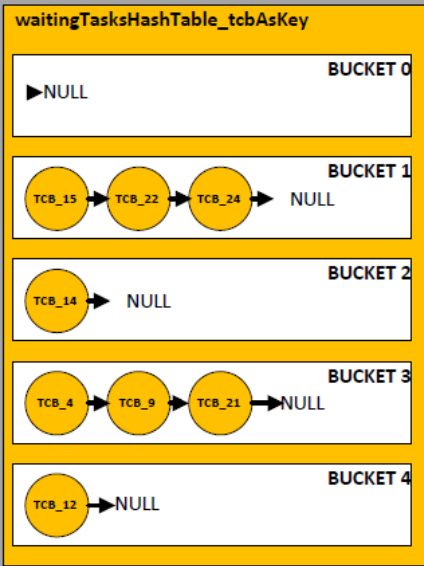 waitingTasksHashTable_tcbAsKey
BUCKET 0
NULL
BUCKET 1
TCB_15 TCB_22 TCB_24 NULL
BUCKET 2
TCB_14 NULL
BUCKET 3
TCB_4 TCB_9 TCB_21 NULL
BUCKET 4
TCB_12 NULL